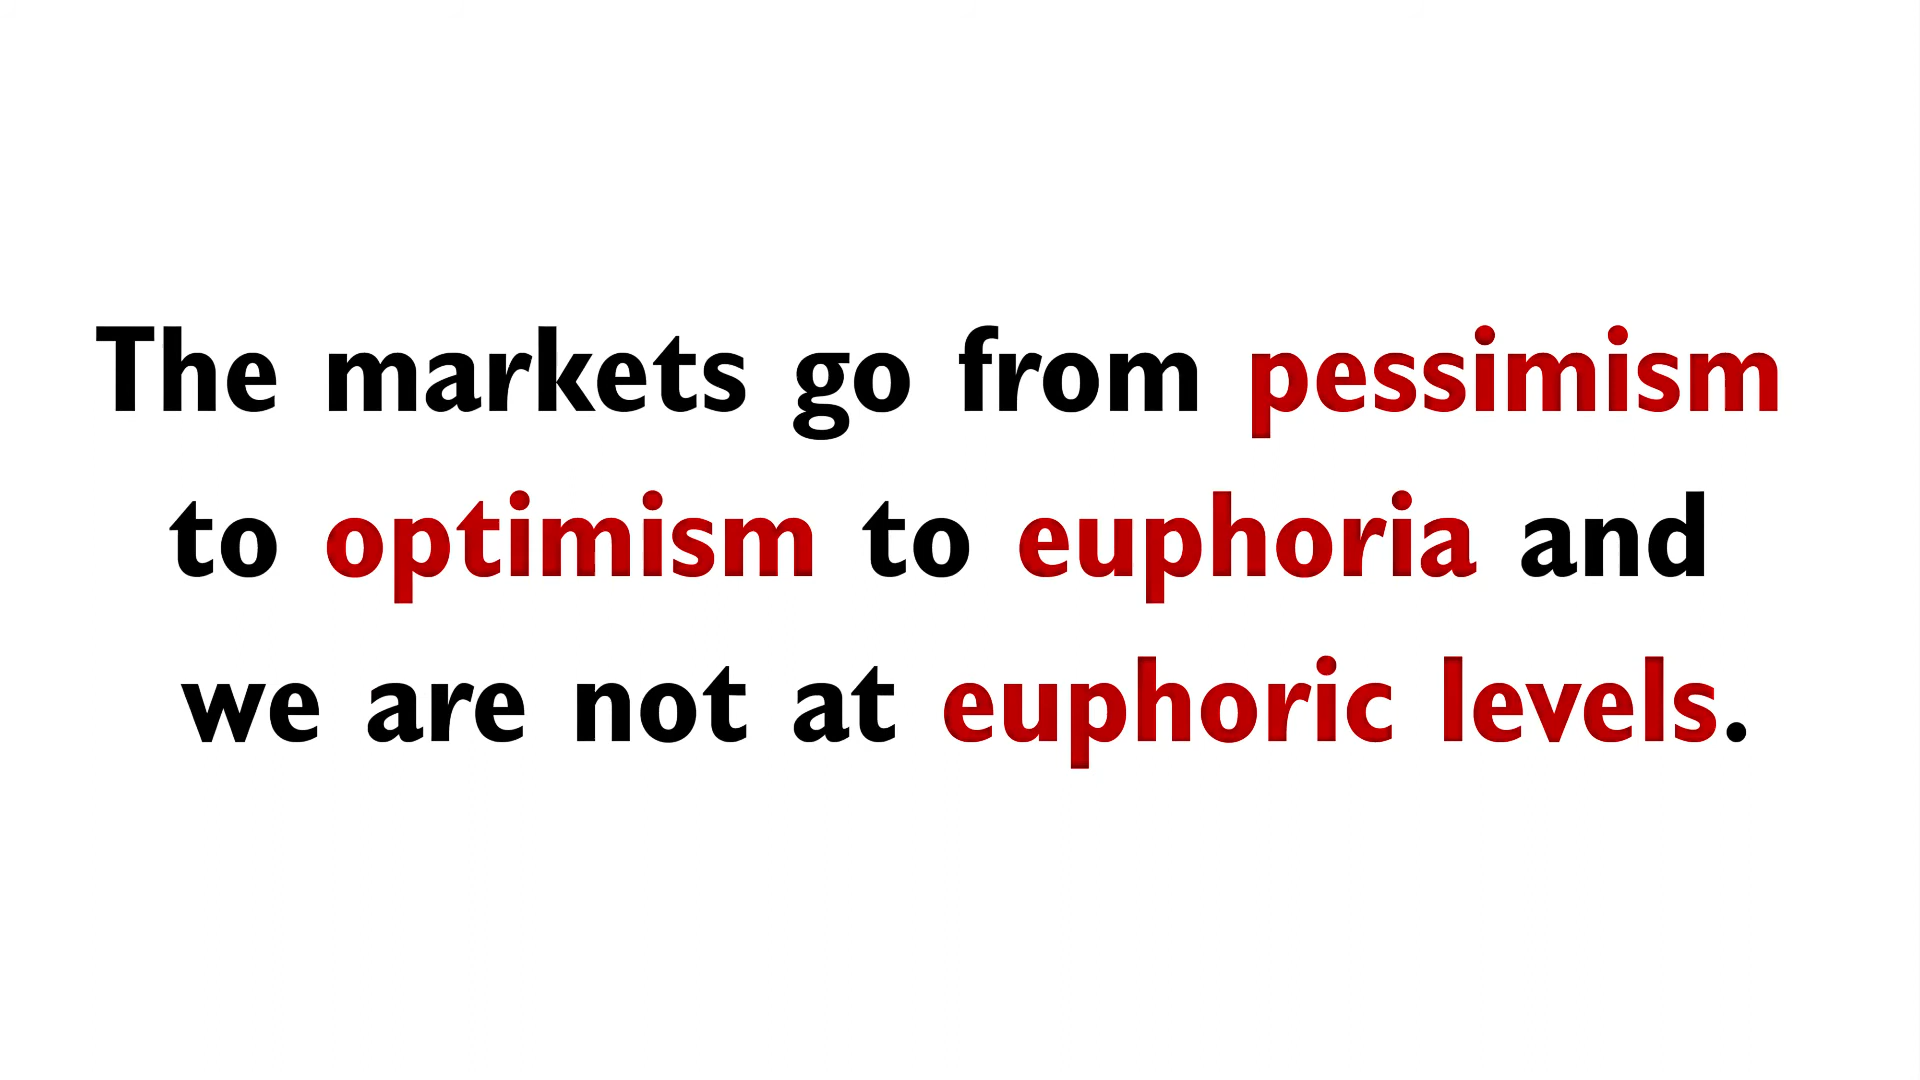 The markets go from pessimism
to optimism to euphoria and
we are not at euphoric levels.